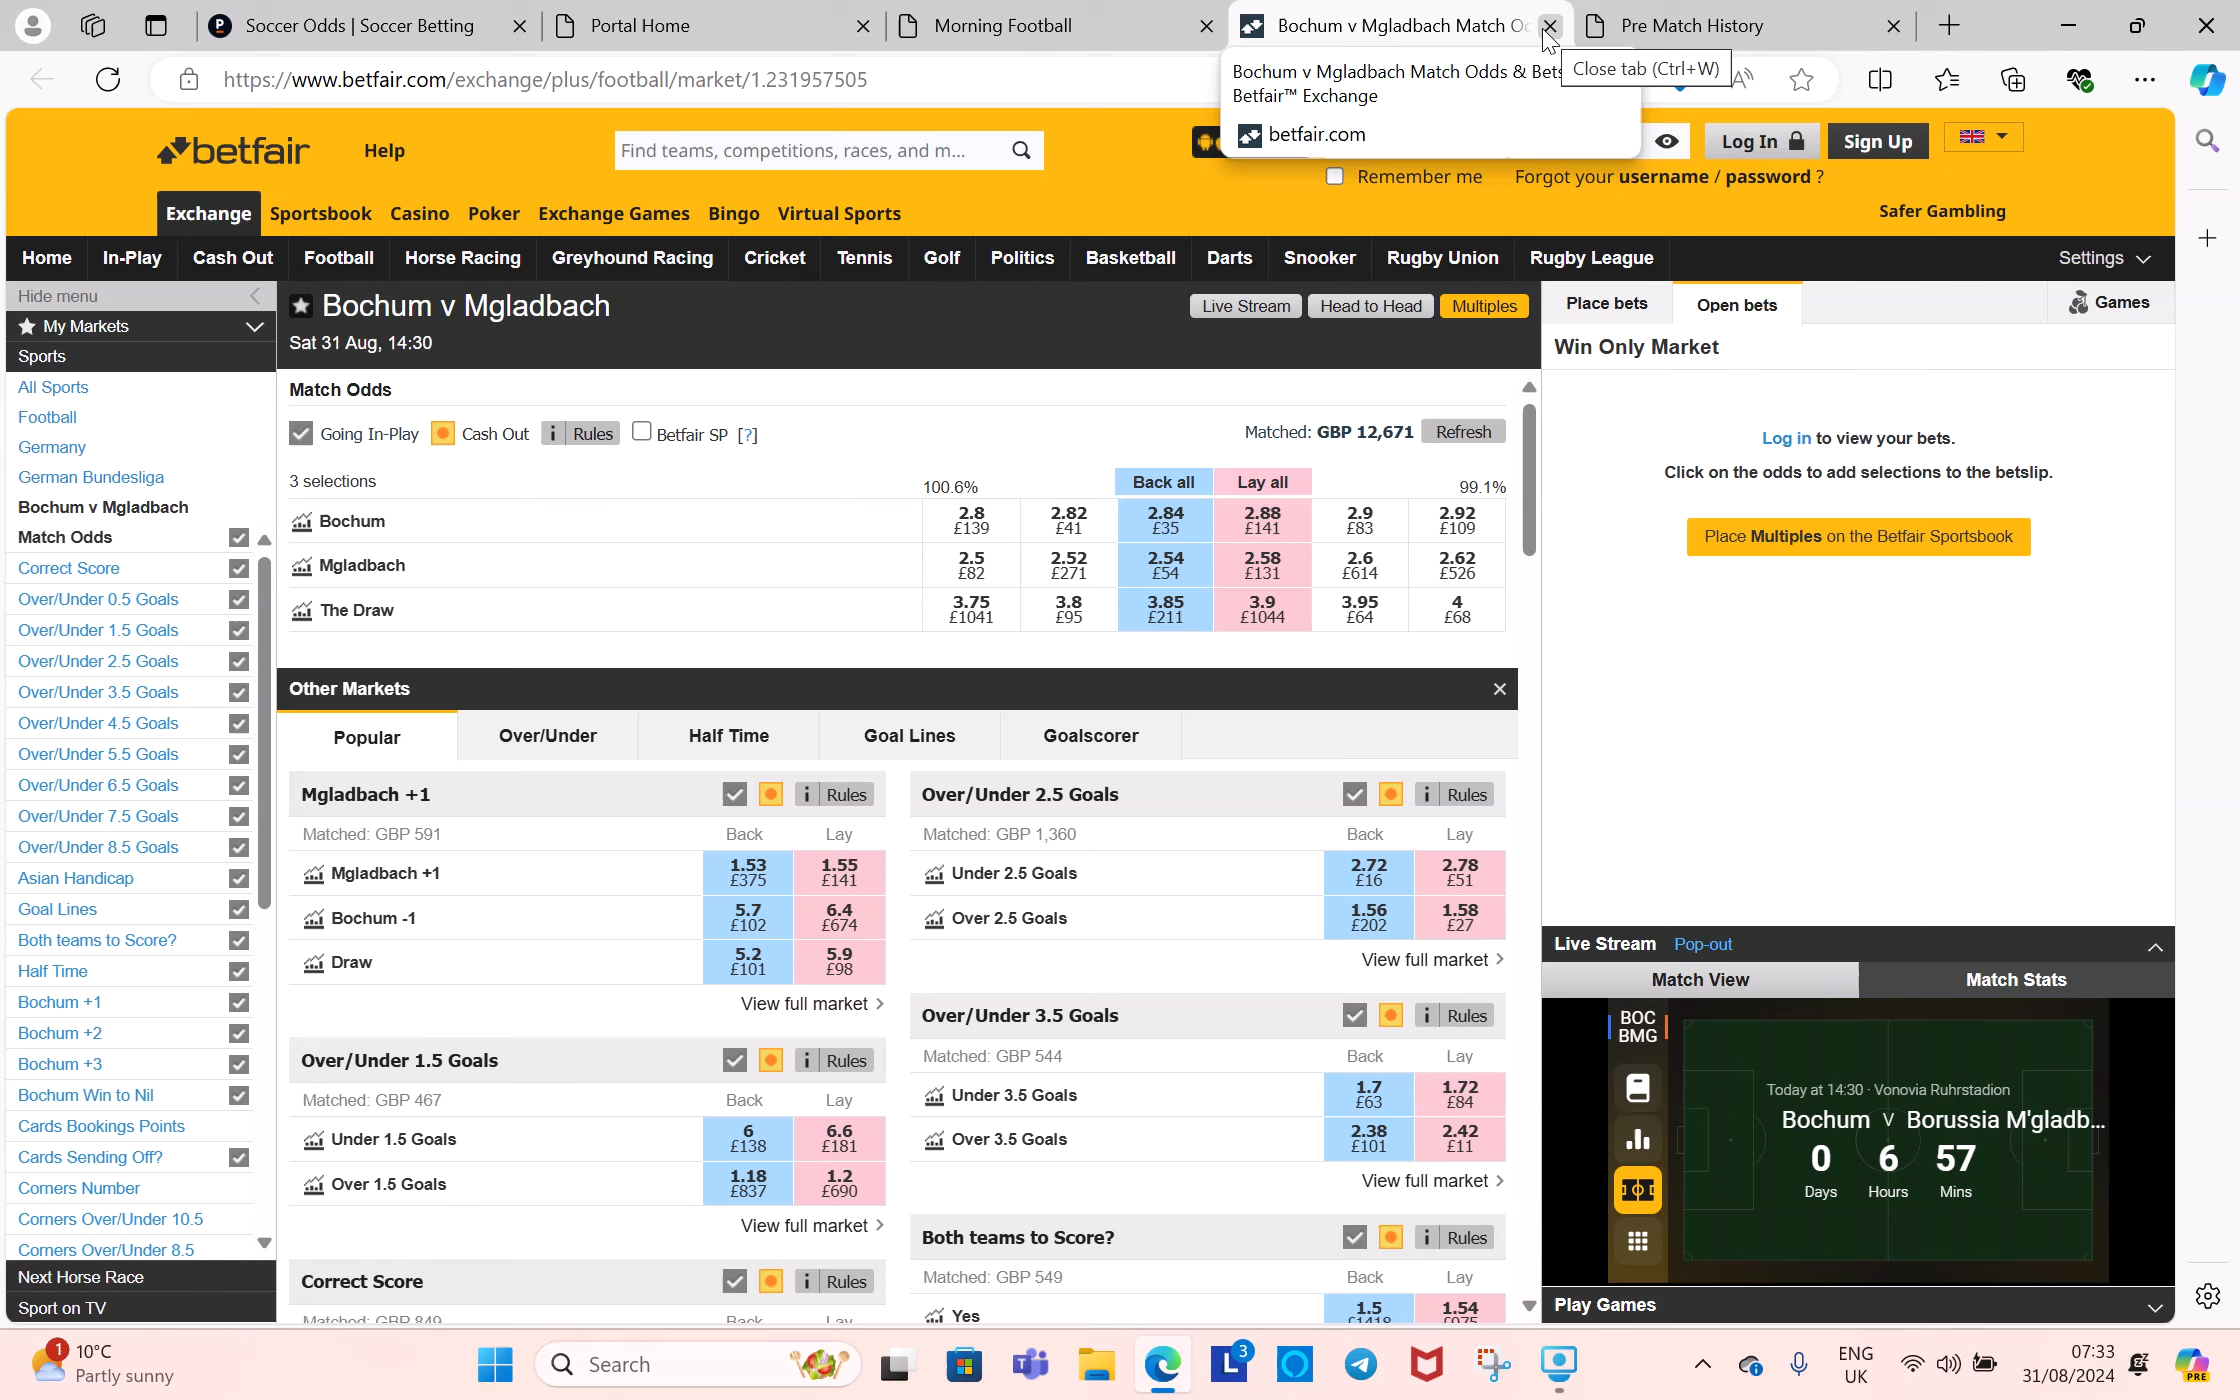 Soccer Odds | Soccer Betting
Portal Home
Morning Football
Bochum v Mgladbach Match
Pre Match History
https://www.betfair.com/exchange/plus/football/market/1.231957505
Bochum v Mgladbach Match Odds & Bets
Betfair™ Exchange
betfair.com
Close tab (Ctrl+W)
betfair
Help
Find teams, competitions, races, and m...
Log In
Sign Up
Remember me
Forgot your username / password ?
Exchange Sportsbook Casino Poker Exchange Games Bingo Virtual Sports
Safer Gambling
Home In-Play Cash Out Football Horse Racing Greyhound Racing Cricket Tennis Golf Politics Basketball Darts Snooker Rugby Union Rugby League
Settings
Hide menu
My Markets
Sports
All Sports
Football
Germany
German Bundesliga
Bochum v Mgladbach
Match Odds
Correct Score
Over/Under 0.5 Goals
Over/Under 1.5 Goals
Over/Under 2.5 Goals
Over/Under 3.5 Goals
Over/Under 4.5 Goals
Over/Under 5.5 Goals
Over/Under 6.5 Goals
Over/Under 7.5 Goals
Over/Under 8.5 Goals
Asian Handicap
Goal Lines
Both teams to Score?
Half Time
Bochum +1
Bochum +2
Bochum +3
Bochum Win to Nil
Cards Bookings Points
Cards Sending Off?
Corners Number
Corners Over/Under 10.5
Corners Over/Under 8.5
Next Horse Race
Sport on TV
Bochum v Mgladbach
Sat 31 Aug, 14:30
Live Stream
Head to Head
Multiples
Match Odds
Going In-Play
Cash Out
i Rules
Betfair SP [?]
Matched: GBP 12,671
Refresh
3 selections
100.6%
Back all
Lay all
99.1%
Bochum
2.8 2.82 2.84 2.88 2.9 2.92
£139 £41 £35 £141 £83 £109
Mgladbach
2.5 2.52 2.54 2.58 2.6 2.62
£82 £271 £54 £131 £614 £526
The Draw
3.75 3.8 3.85 3.9 3.95 4
£1041 £95 £211 £1044 £64 £68
Other Markets
Popular Over/Under Half Time Goal Lines Goalscorer
Mgladbach +1
i Rules
Matched: GBP 591 Back Lay
Mgladbach +1
1.53 1.55
£375 £141
Bochum -1
5.7 6.4
£102 £674
Draw
5.2 5.9
£101 £98
View full market
Over/Under 1.5 Goals
i Rules
Matched: GBP 467 Back Lay
Under 1.5 Goals
6 6.6
£138 £181
Over 1.5 Goals
1.18 1.2
£837 £690
View full market
Correct Score
i Rules
Matched: GBP 849 Back Lay
Over/Under 2.5 Goals
i Rules
Matched: GBP 1,360 Back Lay
Under 2.5 Goals
2.72 2.78
£16 £51
Over 2.5 Goals
1.56 1.58
£202 £27
View full market
Over/Under 3.5 Goals
i Rules
Matched: GBP 544 Back Lay
Under 3.5 Goals
1.7 1.72
£63 £84
Over 3.5 Goals
2.38 2.42
£101 £11
View full market
Both teams to Score?
i Rules
Matched: GBP 549 Back Lay
Yes
1.5 1.54
Place bets
Open bets
Games
Win Only Market
Log in to view your bets.
Click on the odds to add selections to the betslip.
Place Multiples on the Betfair Sportsbook
Live Stream Pop-out
Match View
Match Stats
BOC
BMG
Today at 14:30 · Vonovia Ruhrstadion
Bochum v Borussia M'gladb...
0 6 57
Days Hours Mins
Play Games
1
10°C
Partly sunny
Search
L
3
ENG
UK
07:33
31/08/2024
PRE